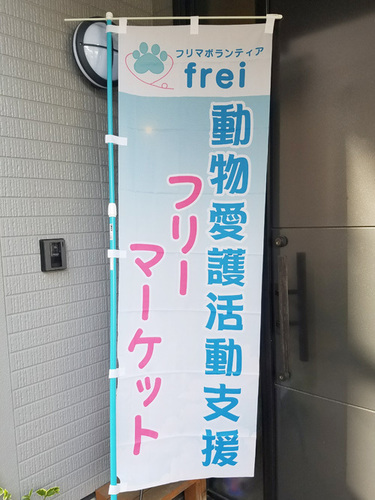 フリマボランティア
frei
動物愛護活動支援
フリー
マーケット